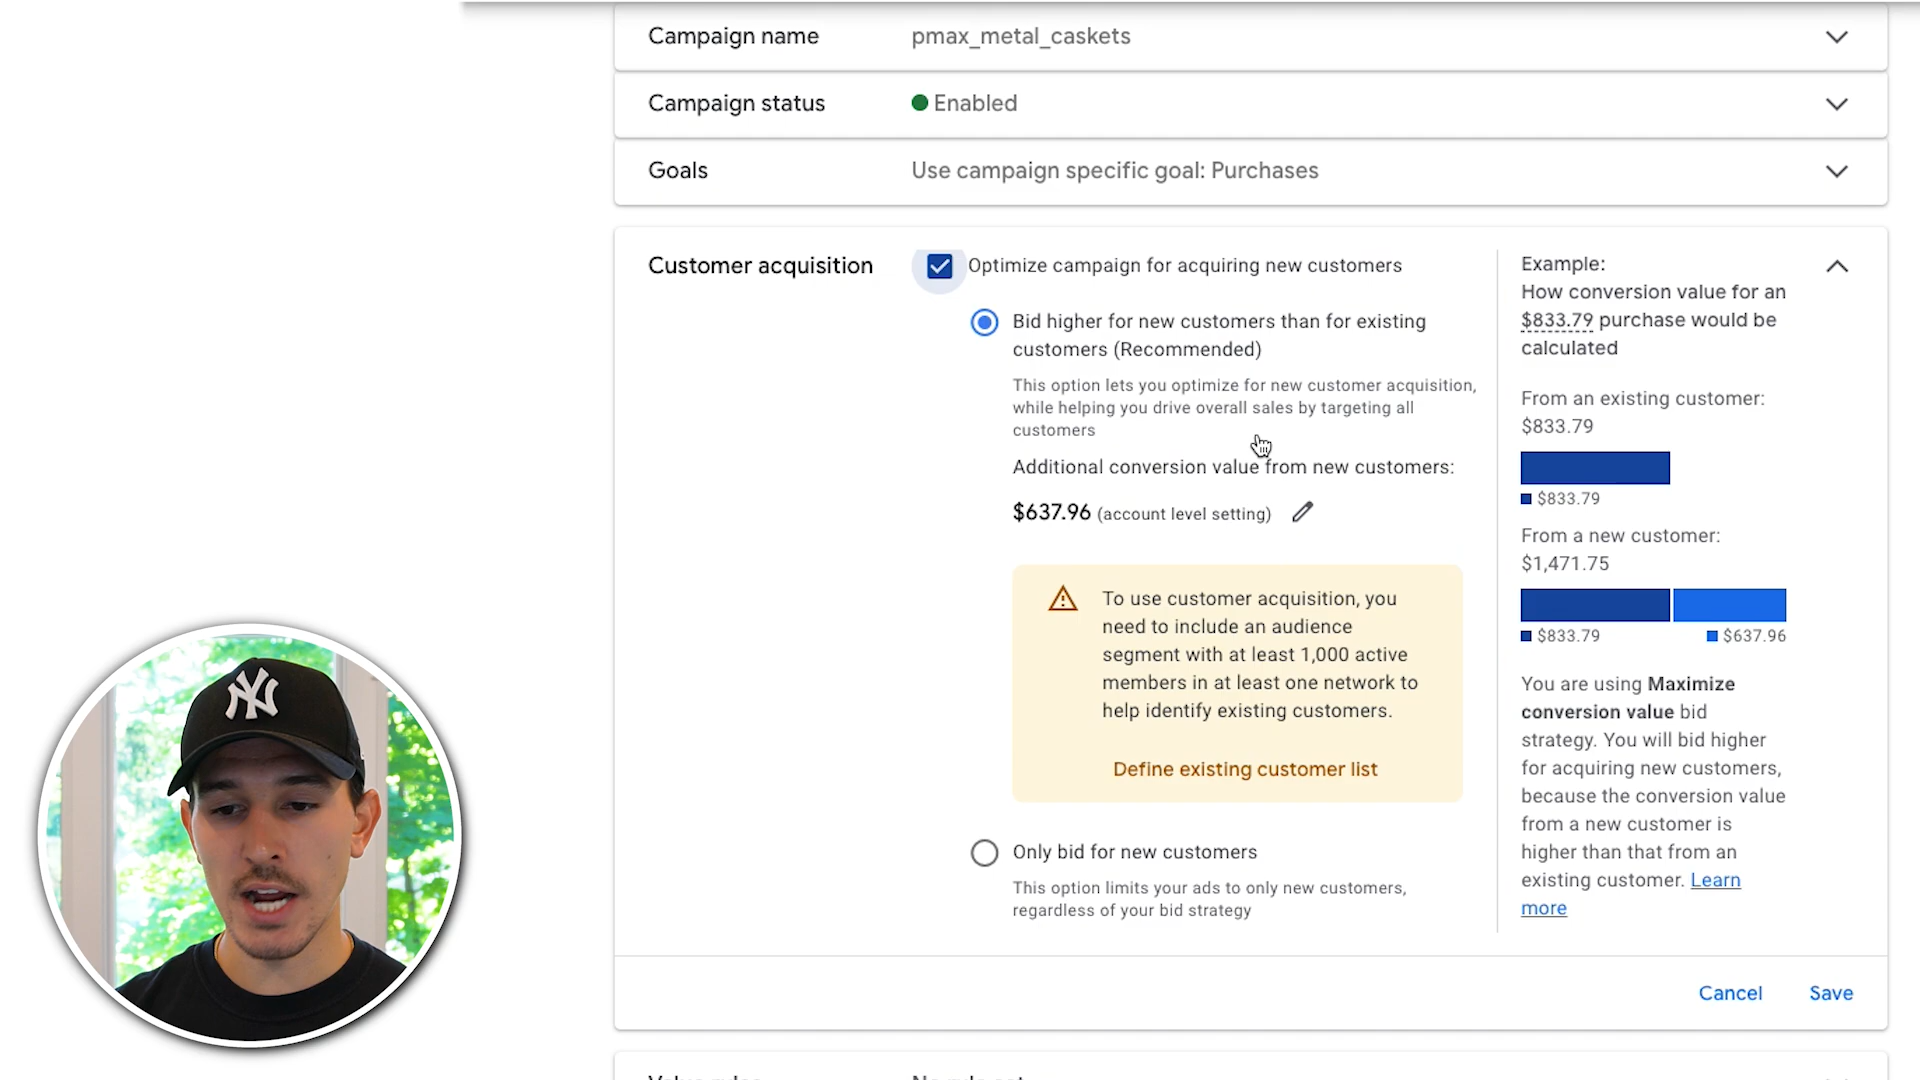 Campaign name
pmax_metal_caskets
Campaign status
Enabled
Goals
Use campaign specific goal: Purchases
Customer acquisition
Optimize campaign for acquiring new customers
Bid higher for new customers than for existing
customers (Recommended)
This option lets you optimize for new customer acquisition,
while helping you drive overall sales by targeting all
customers
Additional conversion value from new customers:
$637.96 (account level setting)
To use customer acquisition, you
need to include an audience
segment with at least 1,000 active
members in at least one network to
help identify existing customers.
Define existing customer list
Only bid for new customers
This option limits your ads to only new customers,
regardless of your bid strategy
Example:
How conversion value for an
$833.79 purchase would be
calculated
From an existing customer:
$833.79
$833.79
From a new customer:
$1,471.75
$833.79
$637.96
You are using Maximize
conversion value bid
strategy. You will bid higher
for acquiring new customers,
because the conversion value
from a new customer is
higher than that from an
existing customer. Learn
more
Cancel
Save
NY